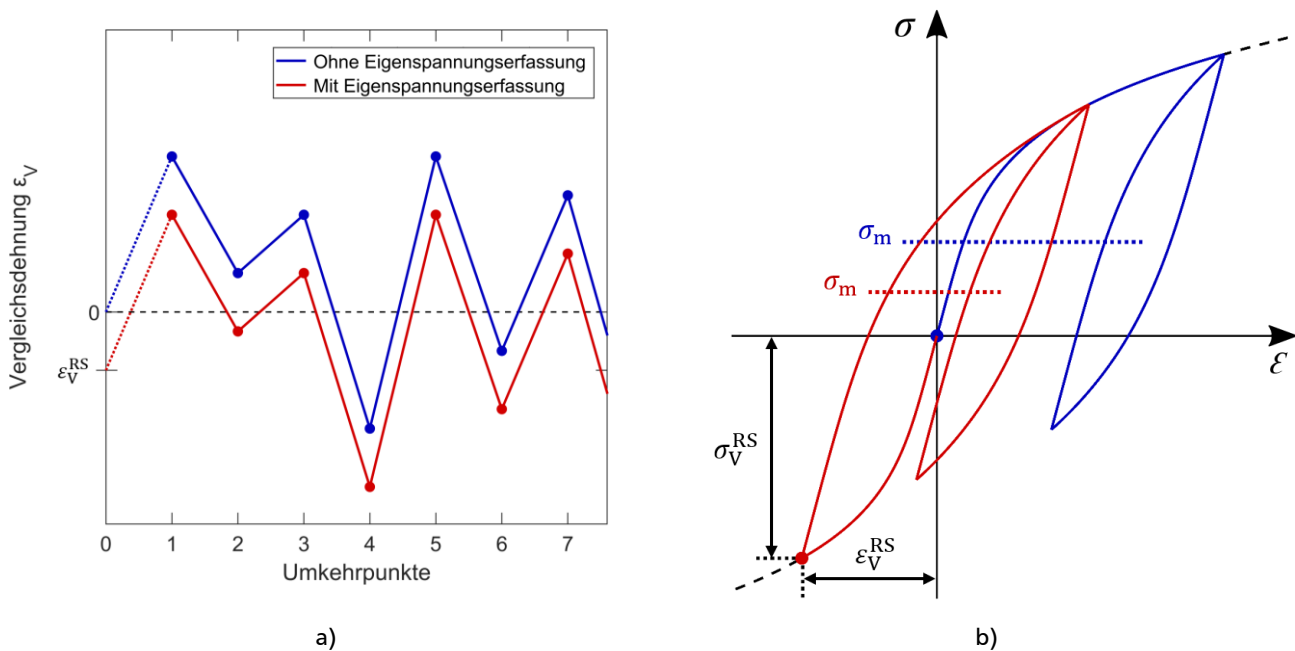 Ohne Eigenspannungserfassung
Mit Eigenspannungserfassung
Vergleichsdehnung ε_V
0
ε_V^RS
0 1 2 3 4 5 6 7
Umkehrpunkte
a)
σ
σ_m
σ_m
ε
σ_V^RS
ε_V^RS
b)